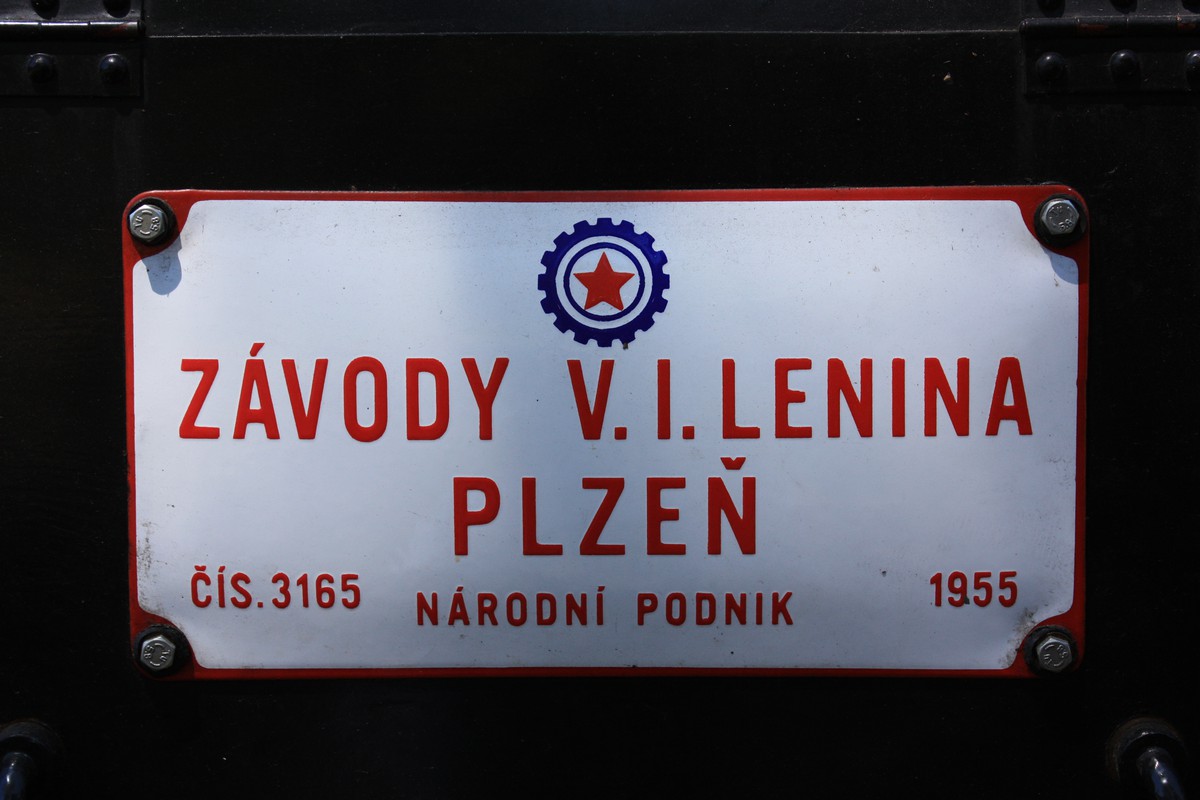 ZÁVODY V.I.LENINA
PLZEŇ
ČÍS.3165 NÁRODNÍ PODNIK 1955